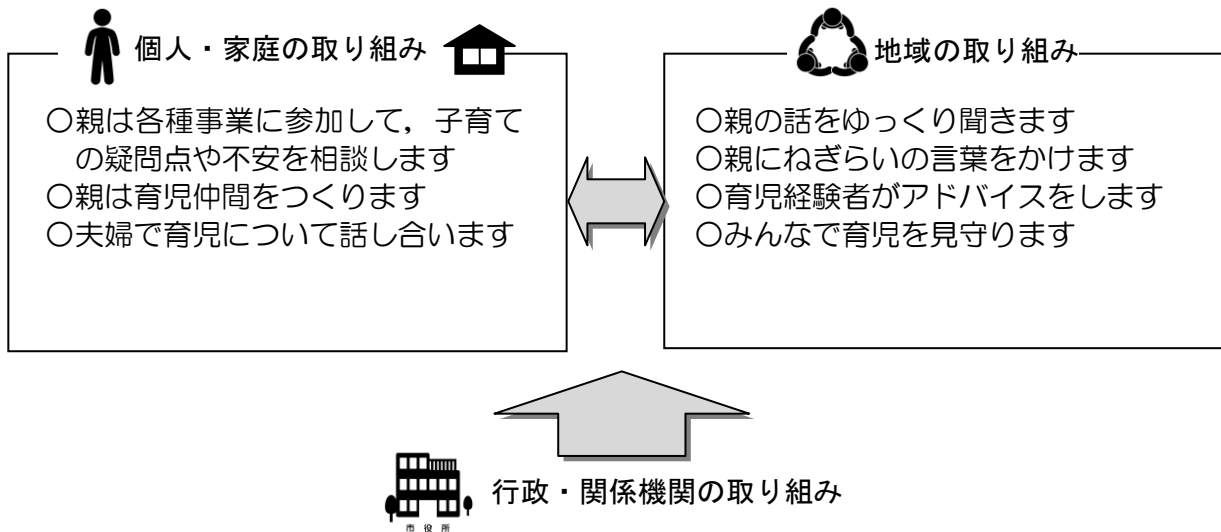 個人・家庭の取り組み
○親は各種事業に参加して，子育て
の疑問点や不安を相談します
○親は育児仲間をつくります
○夫婦で育児について話し合います
地域の取り組み
○親の話をゆっくり聞きます
○親にねぎらいの言葉をかけます
○育児経験者がアドバイスをします
○みんなで育児を見守ります
行政・関係機関の取り組み
市役所